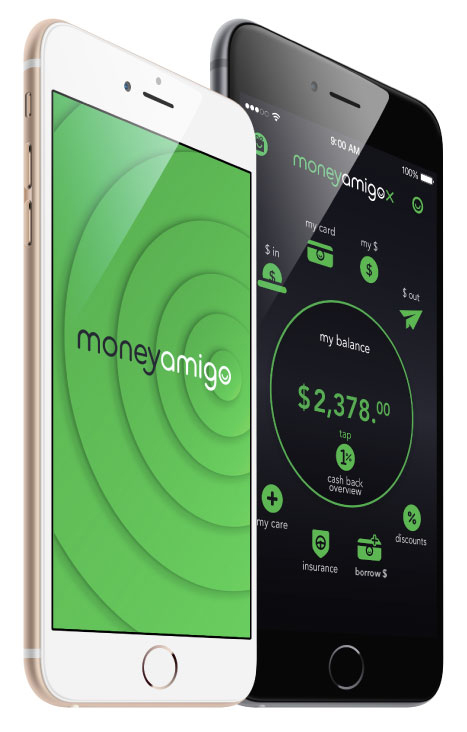 moneyamigo
9:00 AM
100%
moneyamigox
my card
my $
$ in
$ out
my balance
$2,378.00
tap
1%
cash back
overview
my care
discounts
insurance
borrow $